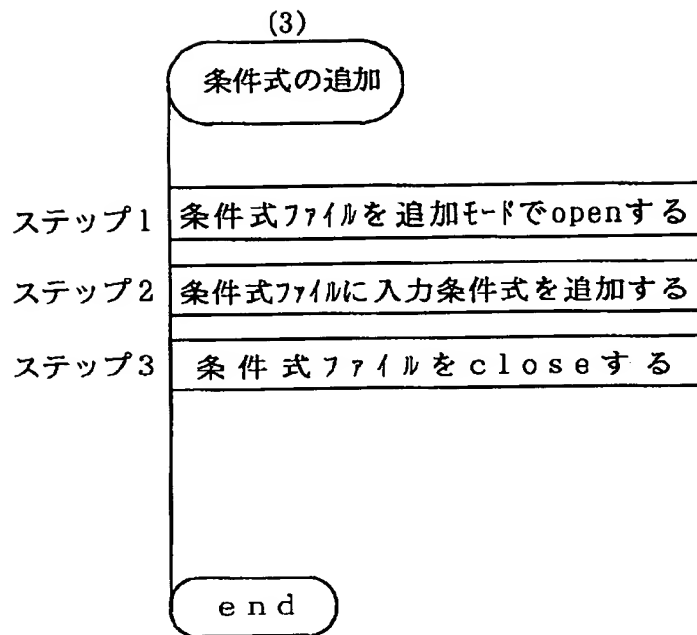 (3)
条件式の追加
ステップ1 条件式ファイルを追加モードでopenする
ステップ2 条件式ファイルに入力条件式を追加する
ステップ3 条件式ファイルをcloseする
end